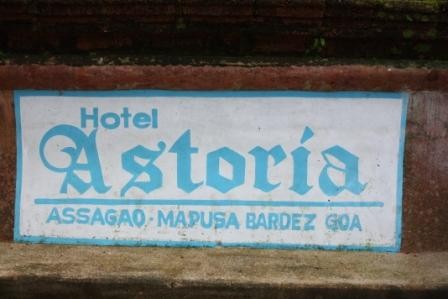 Hotel
Astoria
ASSAGAO · MAPUSA BARDEZ GOA